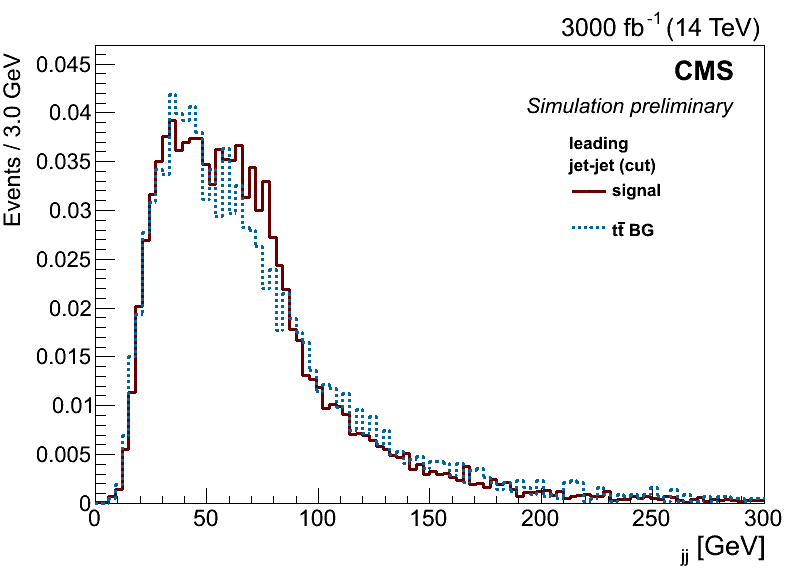 3000 fb⁻¹ (14 TeV)
CMS
Simulation preliminary
leading
jet-jet (cut)
signal
tt̄ BG
Events / 3.0 GeV
0.045
0.04
0.035
0.03
0.025
0.02
0.015
0.01
0.005
0
0 50 100 150 200 250 300
jj [GeV]